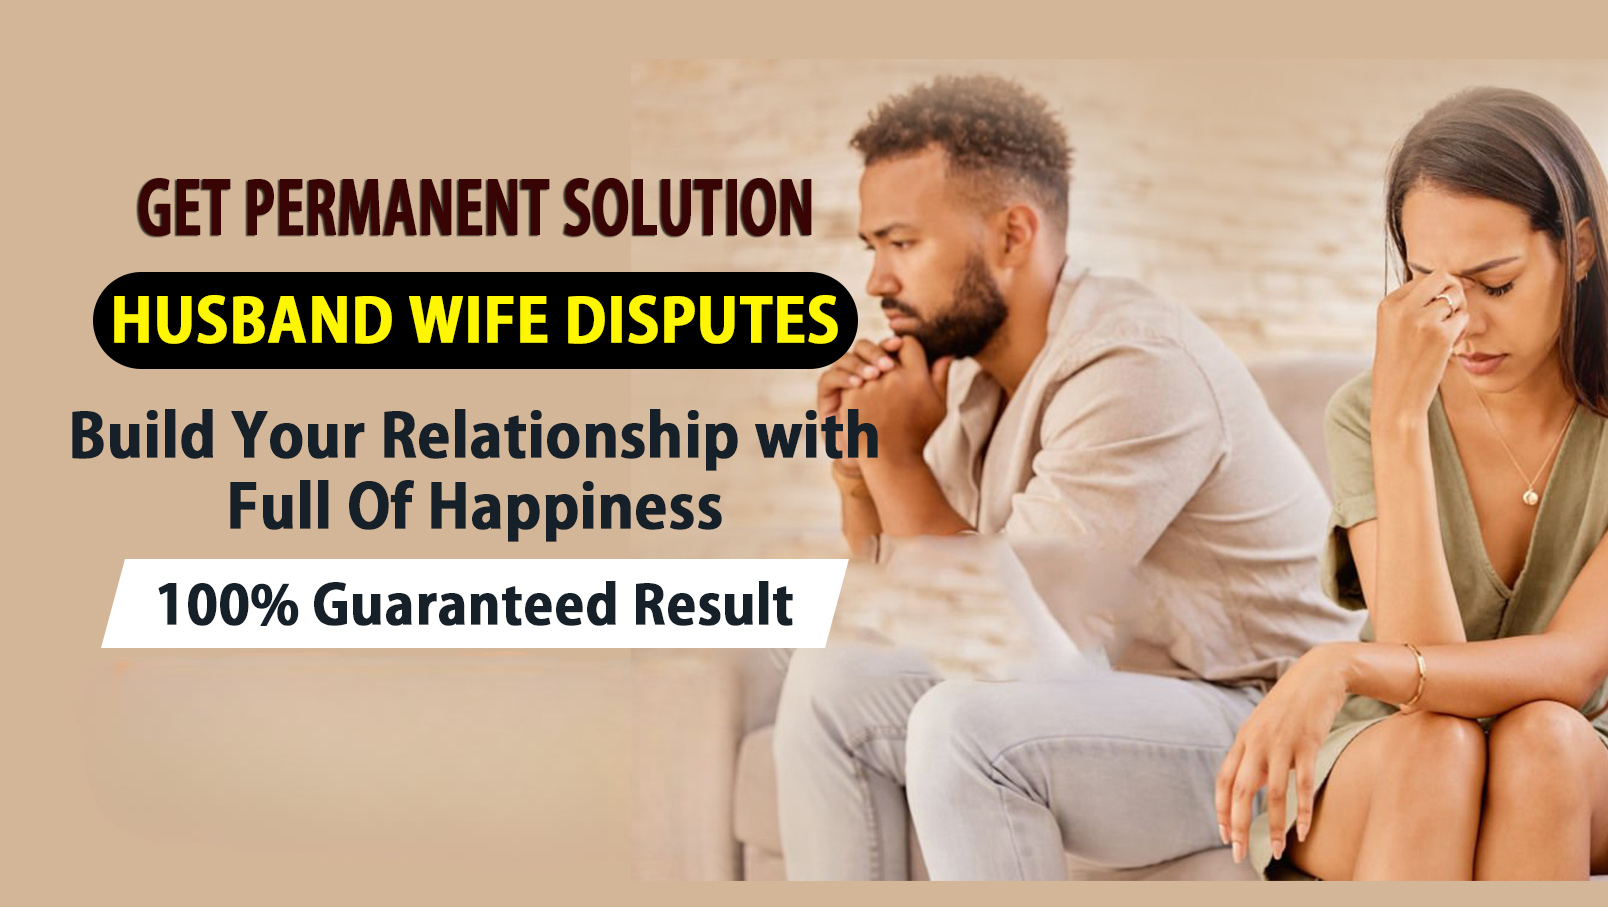 GET PERMANENT SOLUTION
HUSBAND WIFE DISPUTES
Build Your Relationship with
Full Of Happiness
100% Guaranteed Result